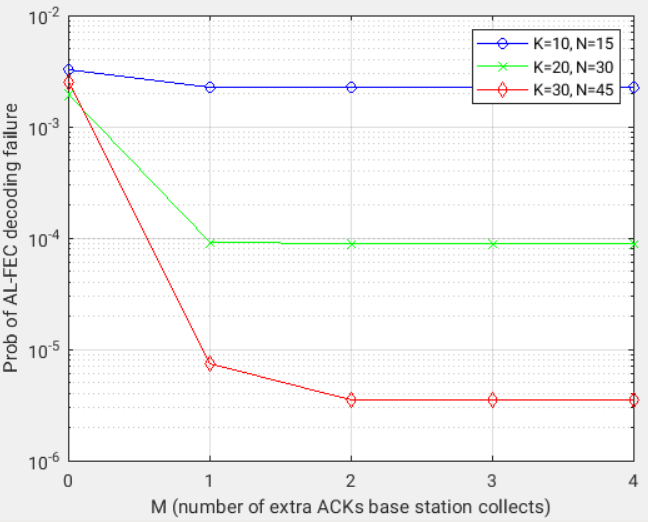 10-2
K=10, N=15
K=20, N=30
K=30, N=45
10-3
10-4
10-5
10-6
Prob of AL-FEC decoding failure
0 1 2 3 4
M (number of extra ACKs base station collects)